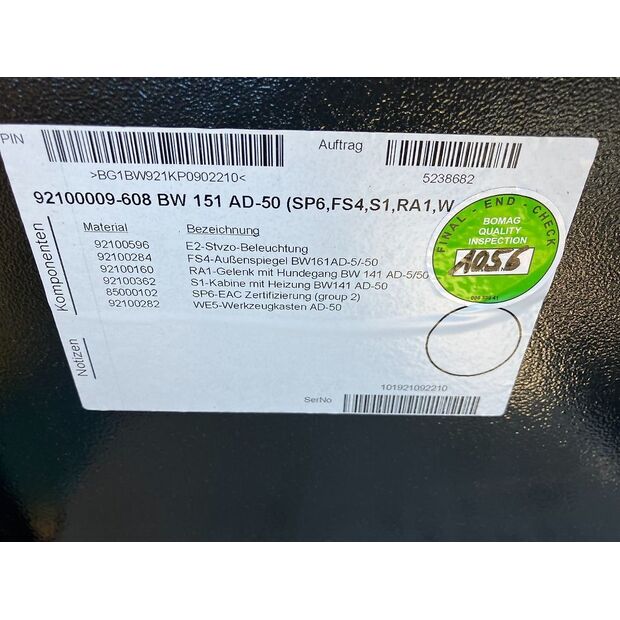 PIN
>BG1BW921KP0902210<
Auftrag
5238682
92100009-608 BW 151 AD-50 (SP6,FS4,S1,RA1,W
Komponenten
Material Bezeichnung
92100596 E2-Stvzo-Beleuchtung
92100284 FS4-Außenspiegel BW161AD-5/-50
92100160 RA1-Gelenk mit Hundegang BW 141 AD-5/50
92100362 S1-Kabine mit Heizung BW141 AD-50
85000102 SP6-EAC Zertifizierung (group 2)
92100282 WE5-Werkzeugkasten AD-50
Notizen
FINAL - END - CHECK
BOMAG
QUALITY
INSPECTION
A056
101921092210
SerNo